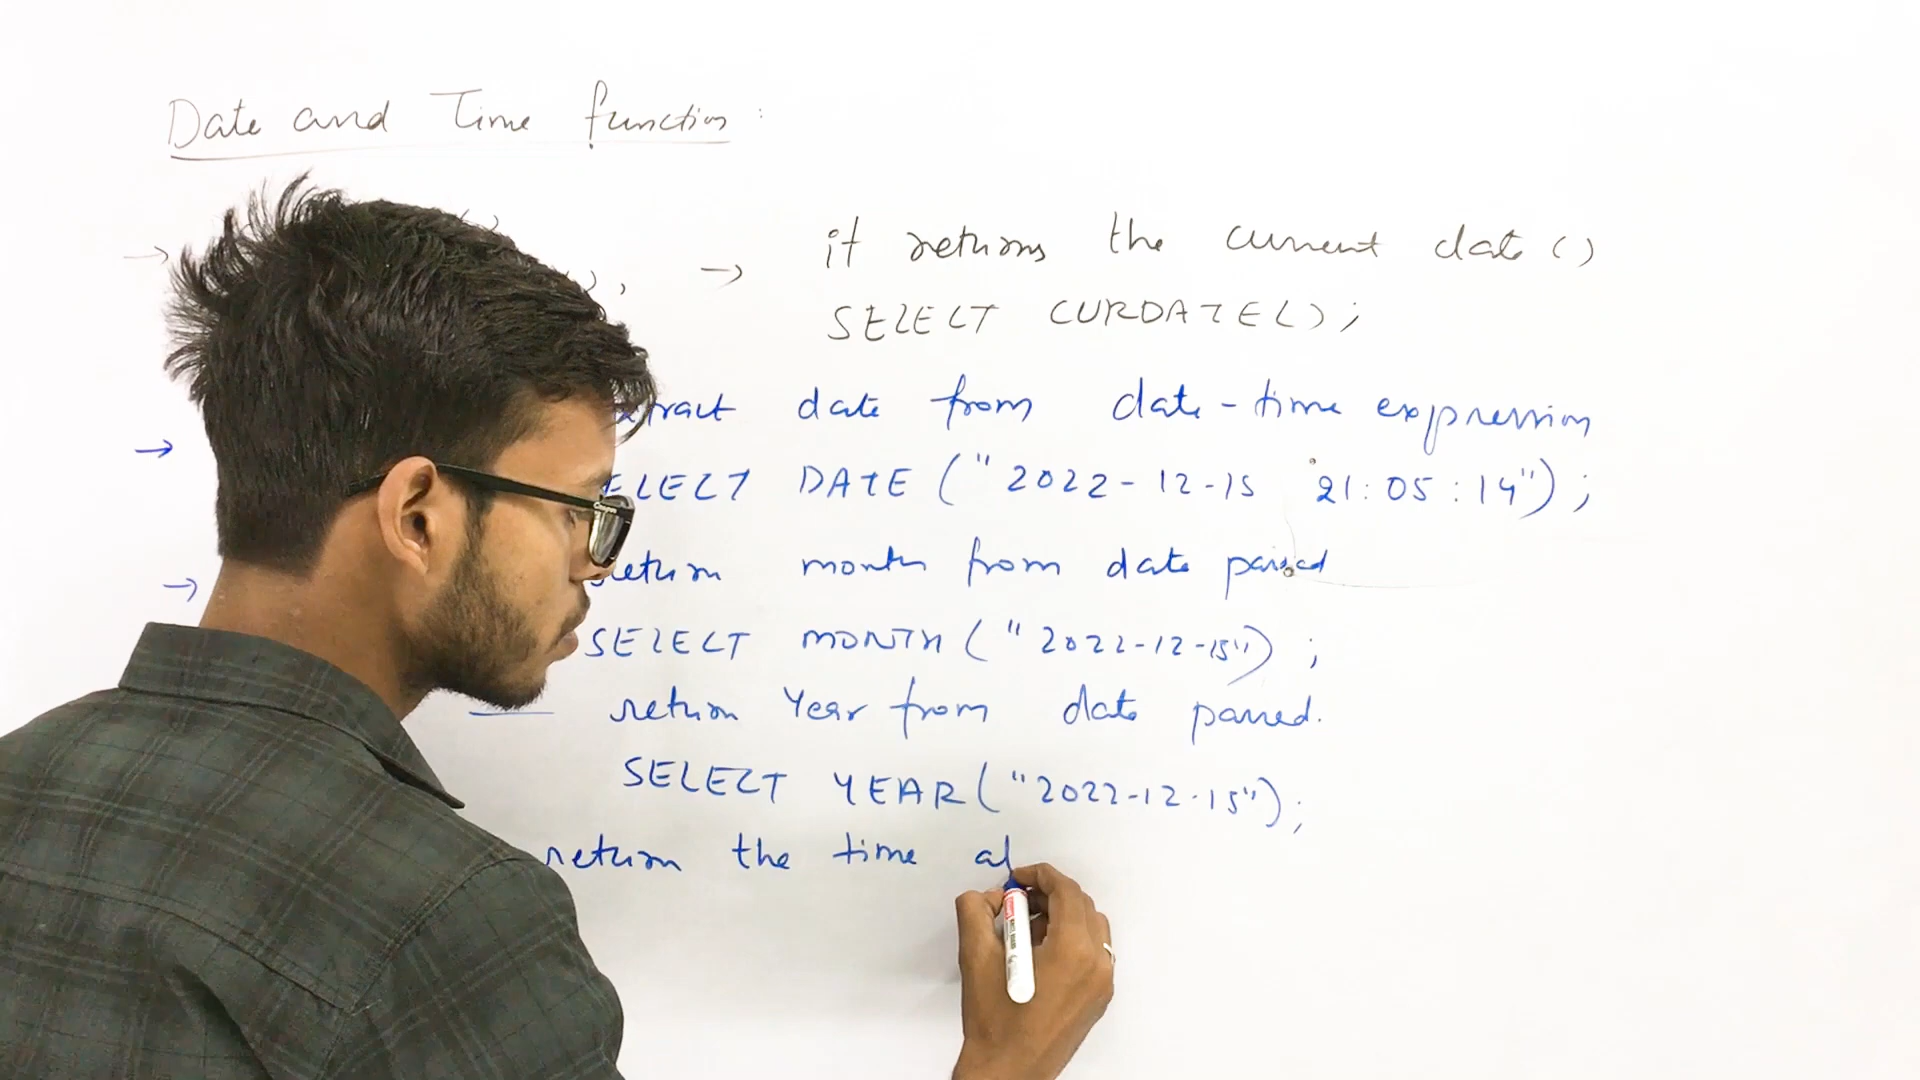 Date and Time function :
→ it returns the current date ()
), → SELECT CURDATE();
→ xtract date from date-time expression
ELECT DATE ("2022-12-15 21:05:14");
→ return month from date passed
SELECT MONTH ("2022-12-15") ;
return Year from date passed.
SELECT YEAR("2022-12-15");
return the time